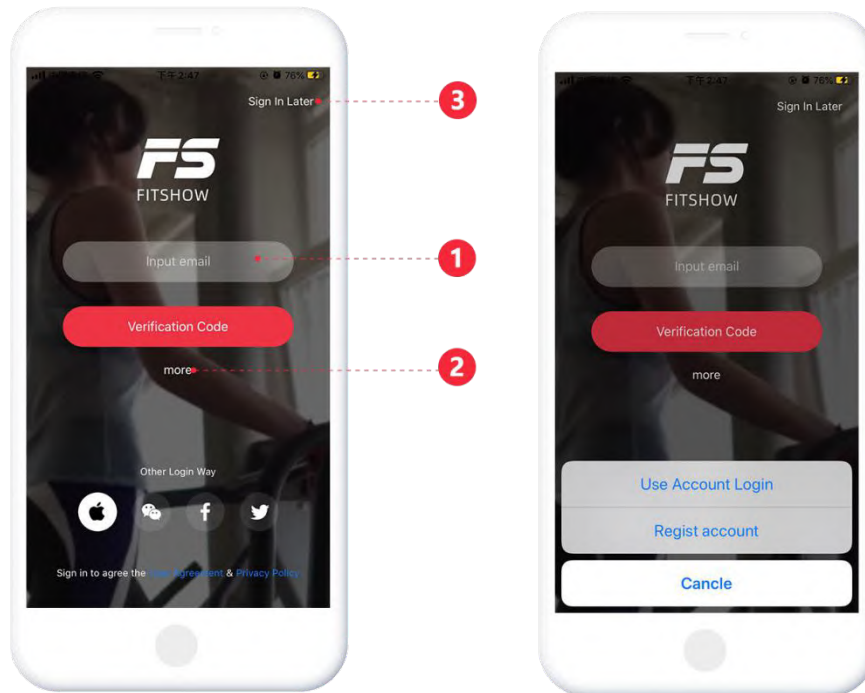 下午2:47
76%
Sign In Later
3
FS
FITSHOW
Input email
1
Verification Code
more
2
Other Login Way
Sign in to agree the User Agreement & Privacy Policy
下午2:47
76%
Sign In Later
FS
FITSHOW
Input email
Verification Code
more
Use Account Login
Regist account
Cancle